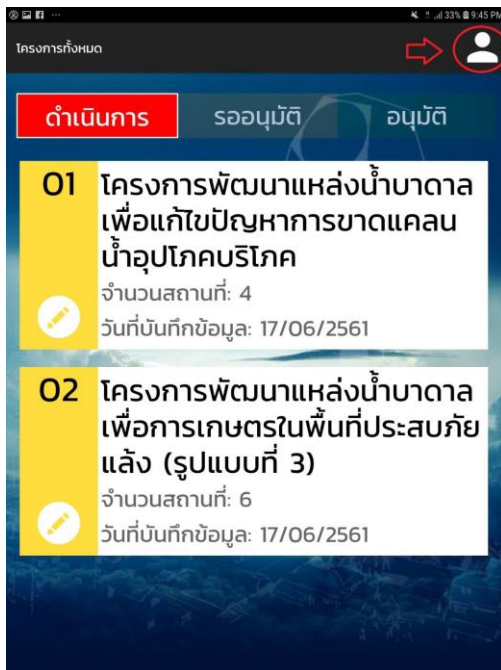 33% 9:45 PM
โครงการทั้งหมด
ดำเนินการ รออนุมัติ อนุมัติ
01 โครงการพัฒนาแหล่งน้ำบาดาล
เพื่อแก้ไขปัญหาการขาดแคลน
น้ำอุปโภคบริโภค
จำนวนสถานที่: 4
วันที่บันทึกข้อมูล: 17/06/2561
02 โครงการพัฒนาแหล่งน้ำบาดาล
เพื่อการเกษตรในพื้นที่ประสบภัย
แล้ง (รูปแบบที่ 3)
จำนวนสถานที่: 6
วันที่บันทึกข้อมูล: 17/06/2561